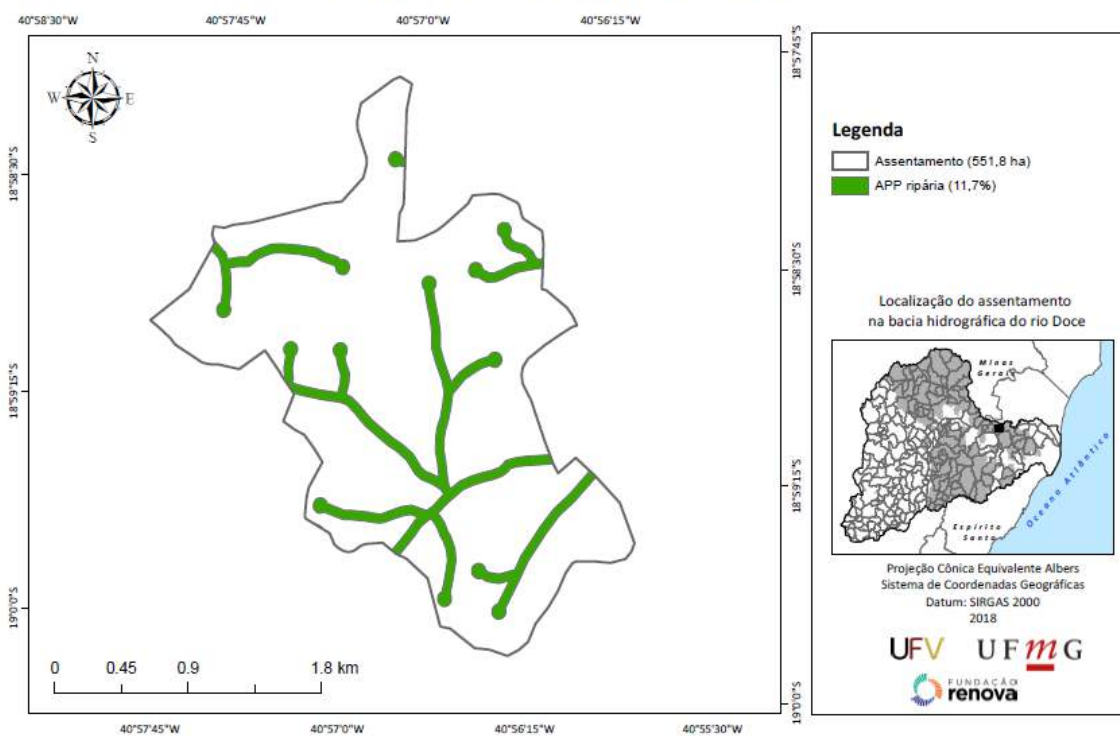 40°58'30"W 40°57'45"W 40°57'0"W 40°56'15"W
N
W E
S
18°58'30"S
18°59'15"S
19°0'0"S
0 0.45 0.9 1.8 km
18°57'45"S
18°58'30"S
18°59'15"S
19°0'0"S
40°57'45"W 40°57'0"W 40°56'15"W 40°55'30"W
Legenda
Assentamento (551,8 ha)
APP ripária (11,7%)
Localização do assentamento
na bacia hidrográfica do rio Doce
Minas
Gerais
Oceano Atlântico
Espírito
Santo
Projeção Cônica Equivalente Albers
Sistema de Coordenadas Geográficas
Datum: SIRGAS 2000
2018
UFV UFmG
FUNDAÇÃO
renova